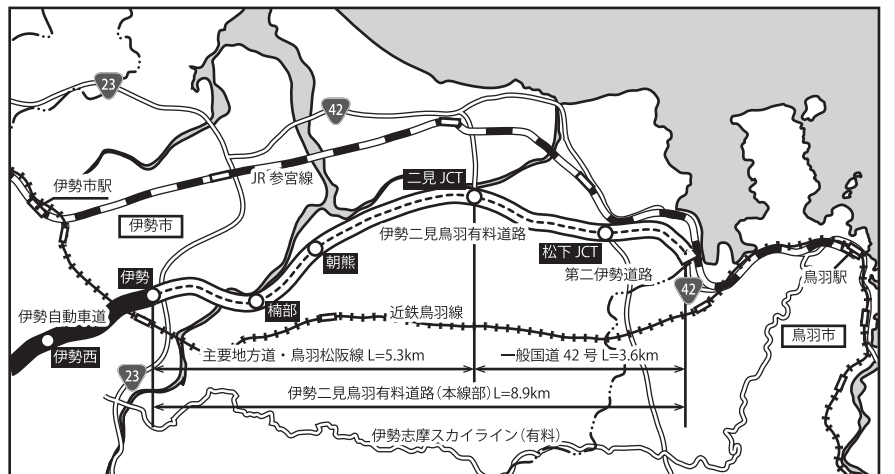 23
42
伊勢市駅
JR 参宮線
二見 JCT
伊勢市
伊勢二見鳥羽有料道路
松下 JCT
朝熊
第二伊勢道路
鳥羽駅
伊勢
42
楠部
近鉄鳥羽線
伊勢自動車道
鳥羽市
伊勢西
主要地方道・鳥羽松阪線 L=5.3km
一般国道 42 号 L=3.6km
23
伊勢二見鳥羽有料道路(本線部)L=8.9km
伊勢志摩スカイライン(有料)